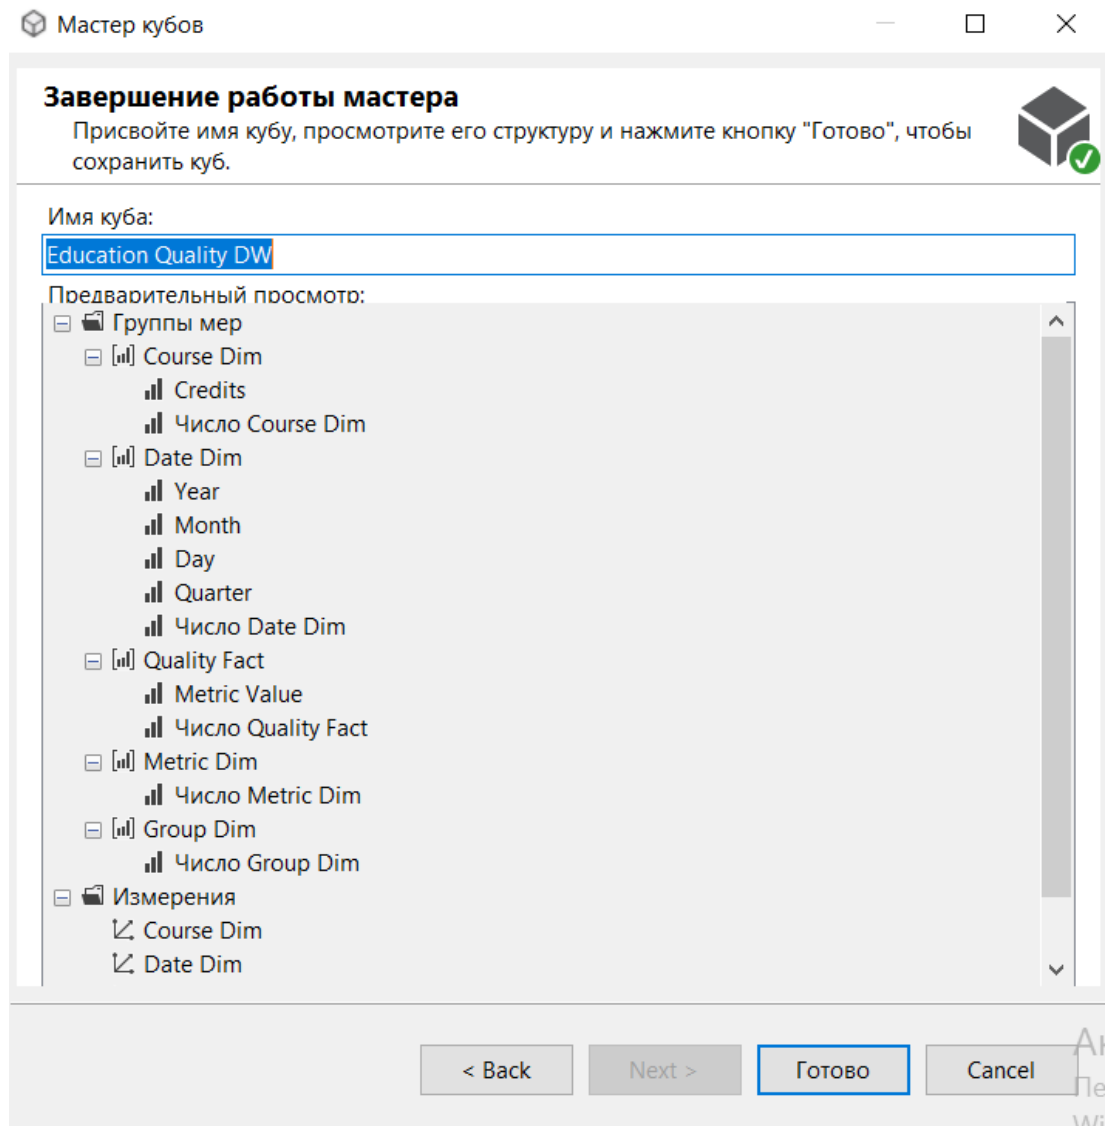 Мастер кубов
Завершение работы мастера
Присвойте имя кубу, просмотрите его структуру и нажмите кнопку "Готово", чтобы
сохранить куб.
Имя куба:
Education Quality DW
Предварительный просмотр:
Группы мер
Course Dim
Credits
Число Course Dim
Date Dim
Year
Month
Day
Quarter
Число Date Dim
Quality Fact
Metric Value
Число Quality Fact
Metric Dim
Число Metric Dim
Group Dim
Число Group Dim
Измерения
Course Dim
Date Dim
< Back Next > Готово Cancel